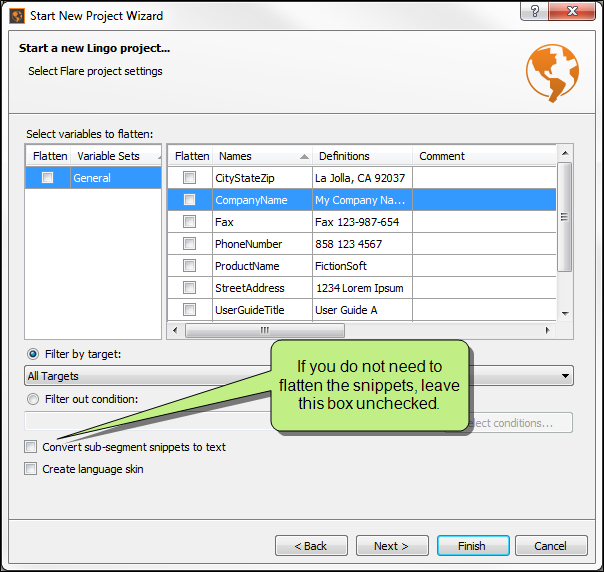 Start New Project Wizard
?
Start a new Lingo project...
Select Flare project settings
Select variables to flatten:
Flatten Variable Sets
General
Flatten Names Definitions Comment
CityStateZip La Jolla, CA 92037
CompanyName My Company Na...
Fax Fax 123-987-654
PhoneNumber 858 123 4567
ProductName FictionSoft
StreetAddress 1234 Lorem Ipsum
UserGuideTitle User Guide A
Filter by target:
All Targets
If you do not need to
flatten the snippets, leave
this box unchecked.
Filter out condition:
lect conditions...
Convert sub-segment snippets to text
Create language skin
< Back Next > Finish Cancel